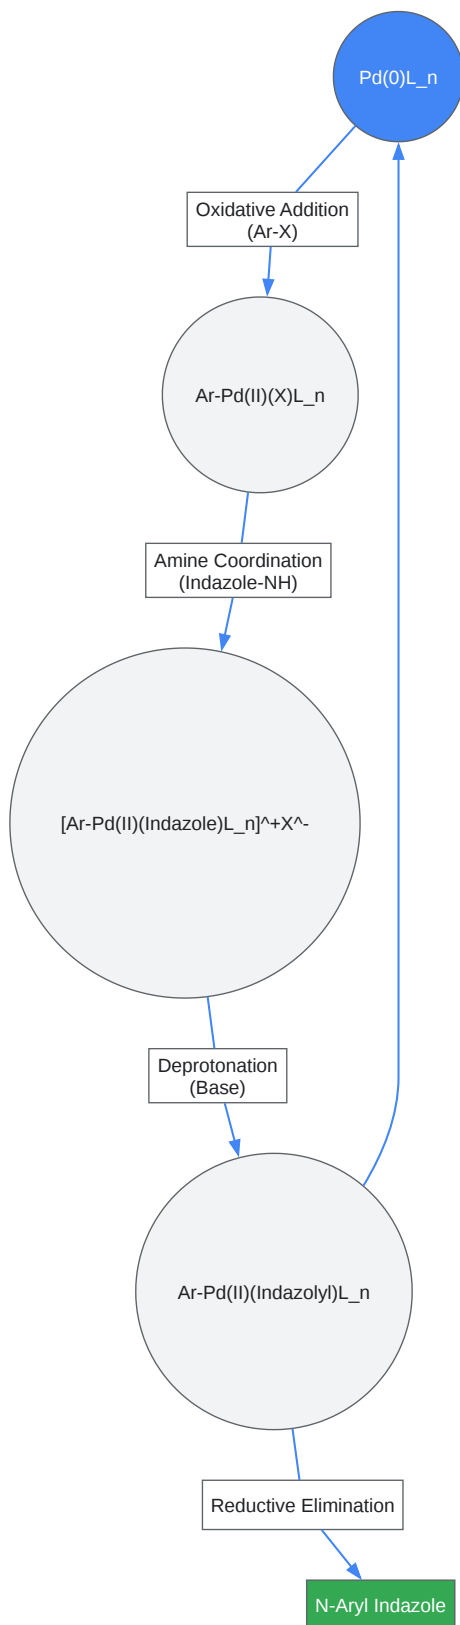 Pd(0)L_n
Oxidative Addition
(Ar-X)
Ar-Pd(II)(X)L_n
Amine Coordination
(Indazole-NH)
[Ar-Pd(II)(Indazole)L_n]^+X^-
Deprotonation
(Base)
Ar-Pd(II)(Indazolyl)L_n
Reductive Elimination
N-Aryl Indazole